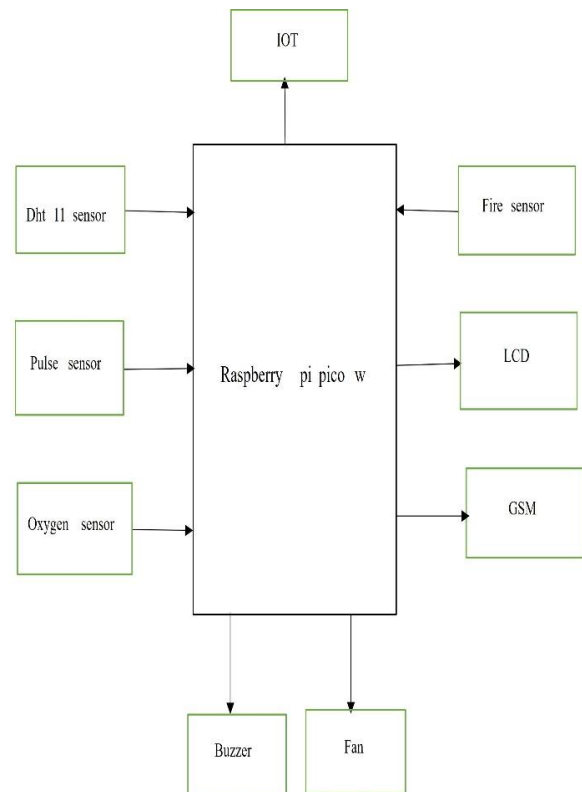 IOT
Dht 11 sensor
Fire sensor
Pulse sensor
Raspberry pi pico w
LCD
Oxygen sensor
GSM
Buzzer
Fan